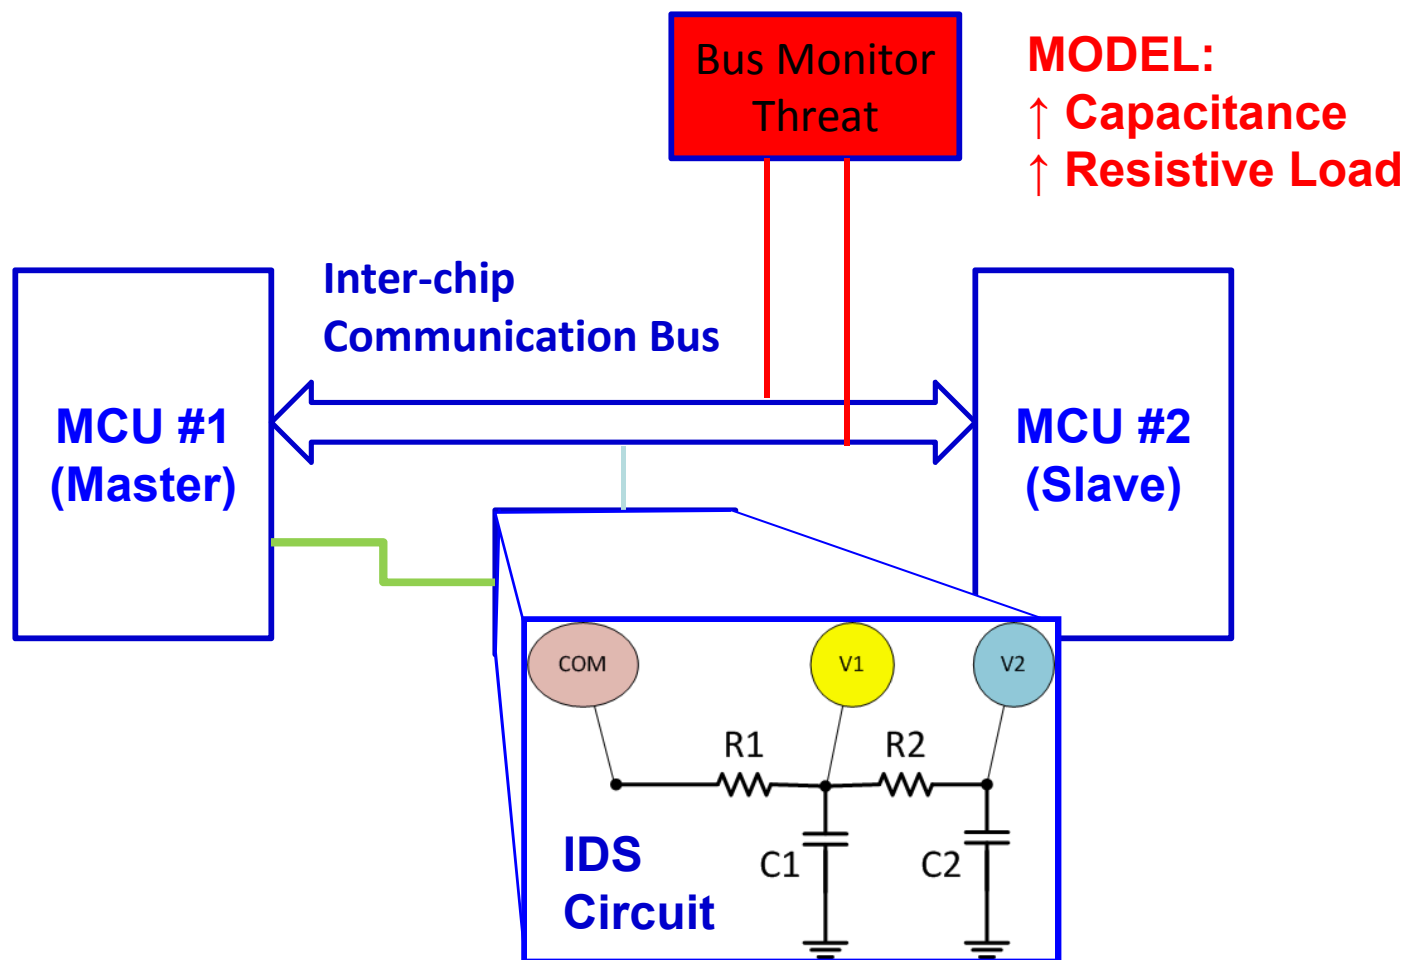 Bus Monitor
Threat
MODEL:
↑ Capacitance
↑ Resistive Load
Inter-chip
Communication Bus
MCU #1
(Master)
MCU #2
(Slave)
COM
V1
V2
R1
R2
C1
C2
IDS
Circuit